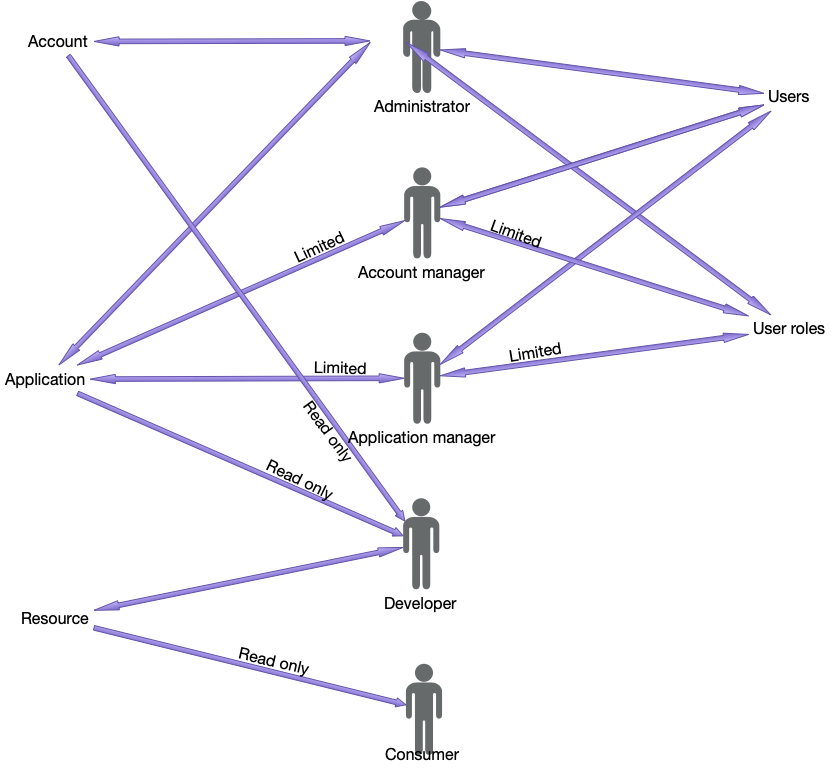 Account
Administrator
Users
Limited
Limited
Account manager
User roles
Limited
Limited
Application
Read only
Application manager
Read only
Developer
Resource
Read only
Consumer